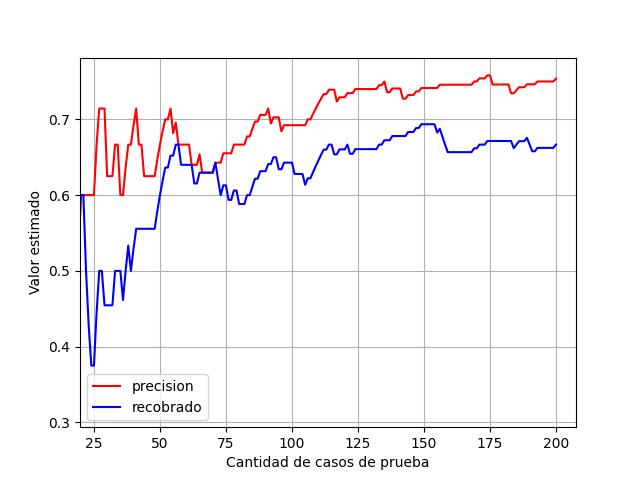 0.7
0.6
0.5
0.4
0.3
Valor estimado
precision
recobrado
25 50 75 100 125 150 175 200
Cantidad de casos de prueba